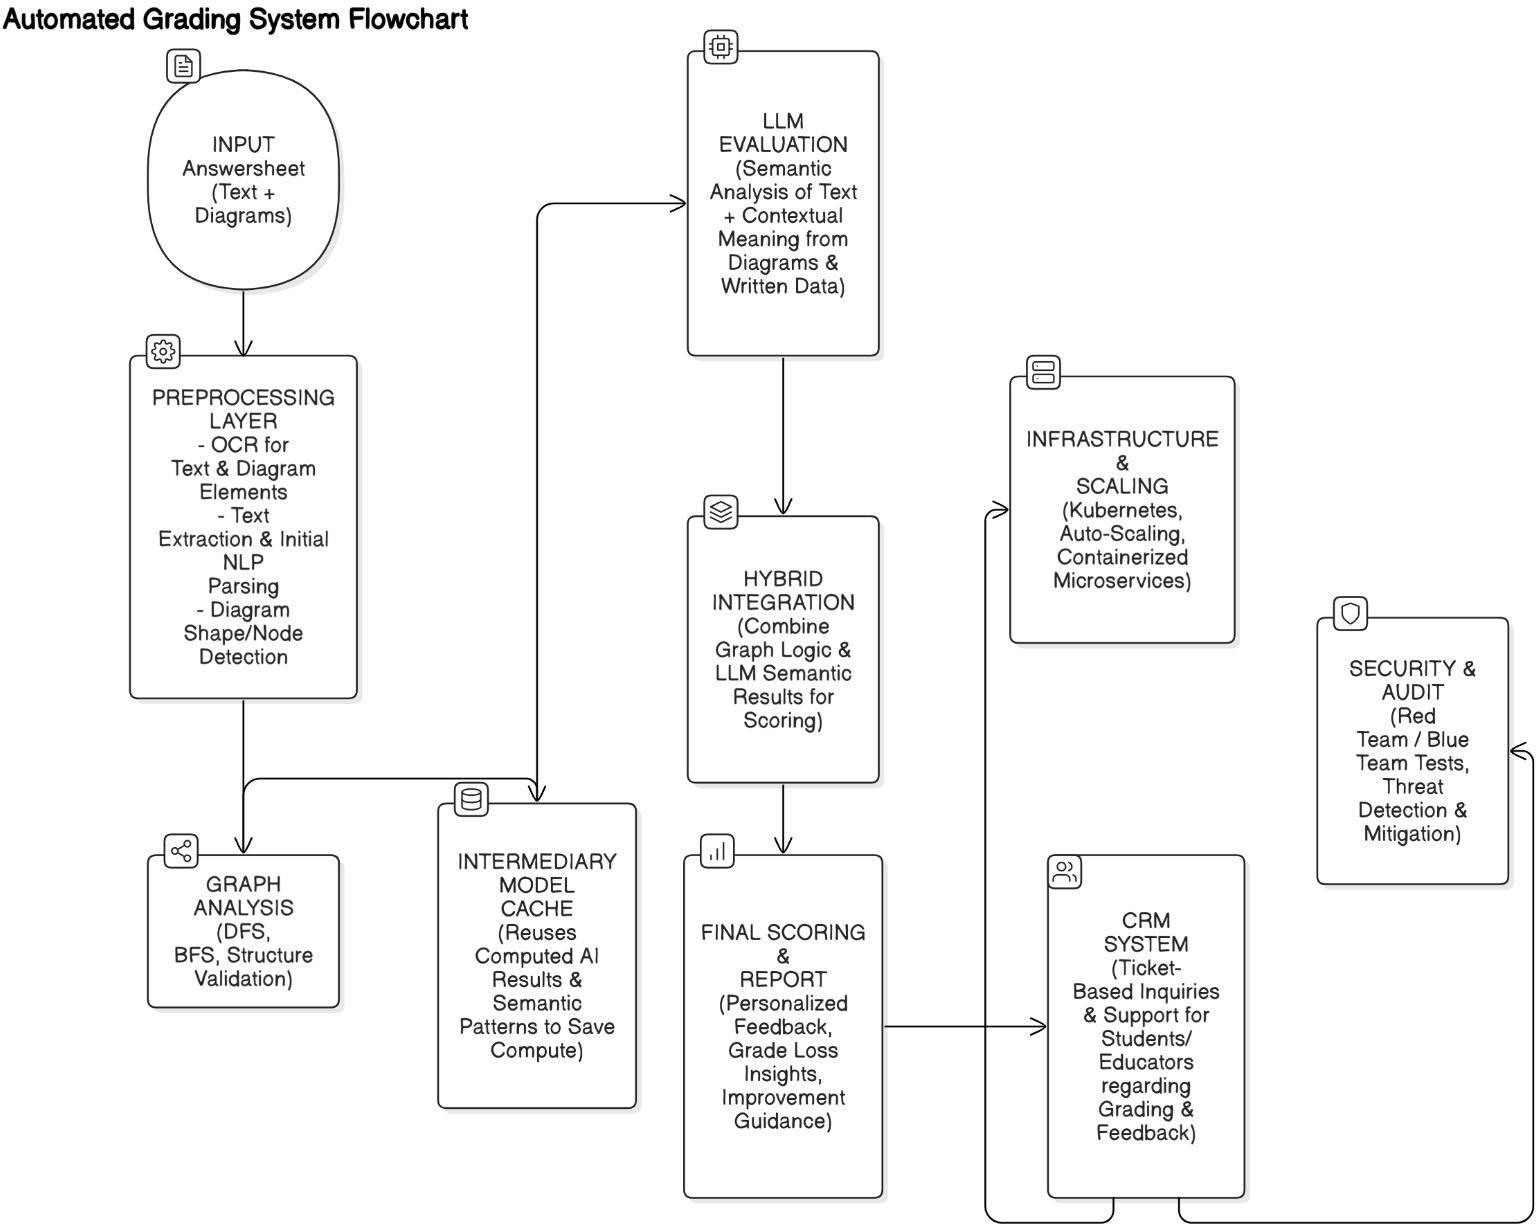 Automated Grading System Flowchart
INPUT
Answersheet
(Text +
Diagrams)
PREPROCESSING
LAYER
- OCR for
Text & Diagram
Elements
- Text
Extraction & Initial
NLP
Parsing
- Diagram
Shape/Node
Detection
GRAPH
ANALYSIS
(DFS,
BFS, Structure
Validation)
INTERMEDIARY
MODEL
CACHE
(Reuses
Computed AI
Results &
Semantic
Patterns to Save
Compute)
LLM
EVALUATION
(Semantic
Analysis of Text
+ Contextual
Meaning from
Diagrams &
Written Data)
HYBRID
INTEGRATION
(Combine
Graph Logic &
LLM Semantic
Results for
Scoring)
FINAL SCORING
&
REPORT
(Personalized
Feedback,
Grade Loss
Insights,
Improvement
Guidance)
CRM
SYSTEM
(Ticket-
Based Inquiries
& Support for
Students/
Educators
regarding
Grading &
Feedback)
INFRASTRUCTURE
&
SCALING
(Kubernetes,
Auto-Scaling,
Containerized
Microservices)
SECURITY &
AUDIT
(Red
Team / Blue
Team Tests,
Threat
Detection &
Mitigation)